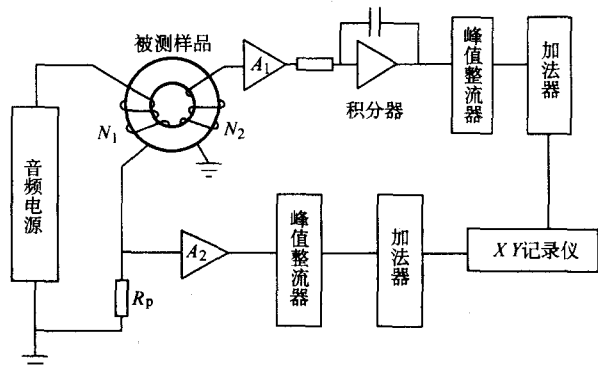 被测样品
A₁
积分器
峰值整流器
加法器
N₁
N₂
音频电源
A₂
峰值整流器
加法器
X Y记录仪
Rₚ